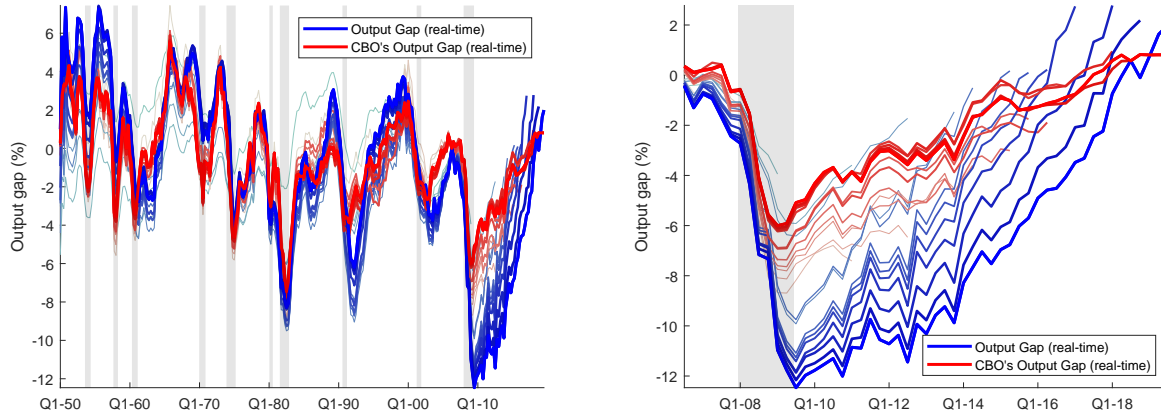 Output Gap (real-time)
CBO's Output Gap (real-time)
Output gap (%)
6
4
2
0
-2
-4
-6
-8
-10
-12
Q1-50 Q1-60 Q1-70 Q1-80 Q1-90 Q1-00 Q1-10
Output gap (%)
2
0
-2
-4
-6
-8
-10
-12
Q1-08 Q1-10 Q1-12 Q1-14 Q1-16 Q1-18
Output Gap (real-time)
CBO's Output Gap (real-time)